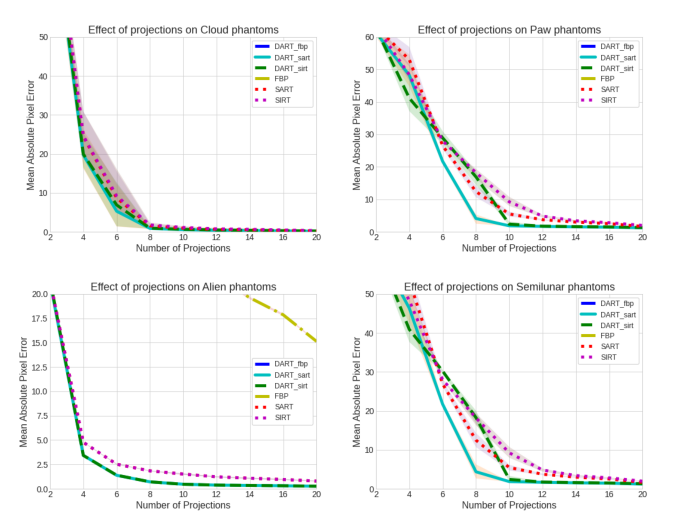 Effect of projections on Cloud phantoms
50
40
30
20
10
0
Mean Absolute Pixel Error
2 4 6 8 10 12 14 16 18 20
Number of Projections
DART_fbp
DART_sart
DART_sirt
FBP
SART
SIRT
Effect of projections on Paw phantoms
60
50
40
30
20
10
0
Mean Absolute Pixel Error
2 4 6 8 10 12 14 16 18 20
Number of Projections
DART_fbp
DART_sart
DART_sirt
FBP
SART
SIRT
Effect of projections on Alien phantoms
20.0
17.5
15.0
12.5
10.0
7.5
5.0
2.5
0.0
Mean Absolute Pixel Error
2 4 6 8 10 12 14 16 18 20
Number of Projections
DART_fbp
DART_sart
DART_sirt
FBP
SART
SIRT
Effect of projections on Semilunar phantoms
50
40
30
20
10
0
Mean Absolute Pixel Error
2 4 6 8 10 12 14 16 18 20
Number of Projections
DART_fbp
DART_sart
DART_sirt
FBP
SART
SIRT